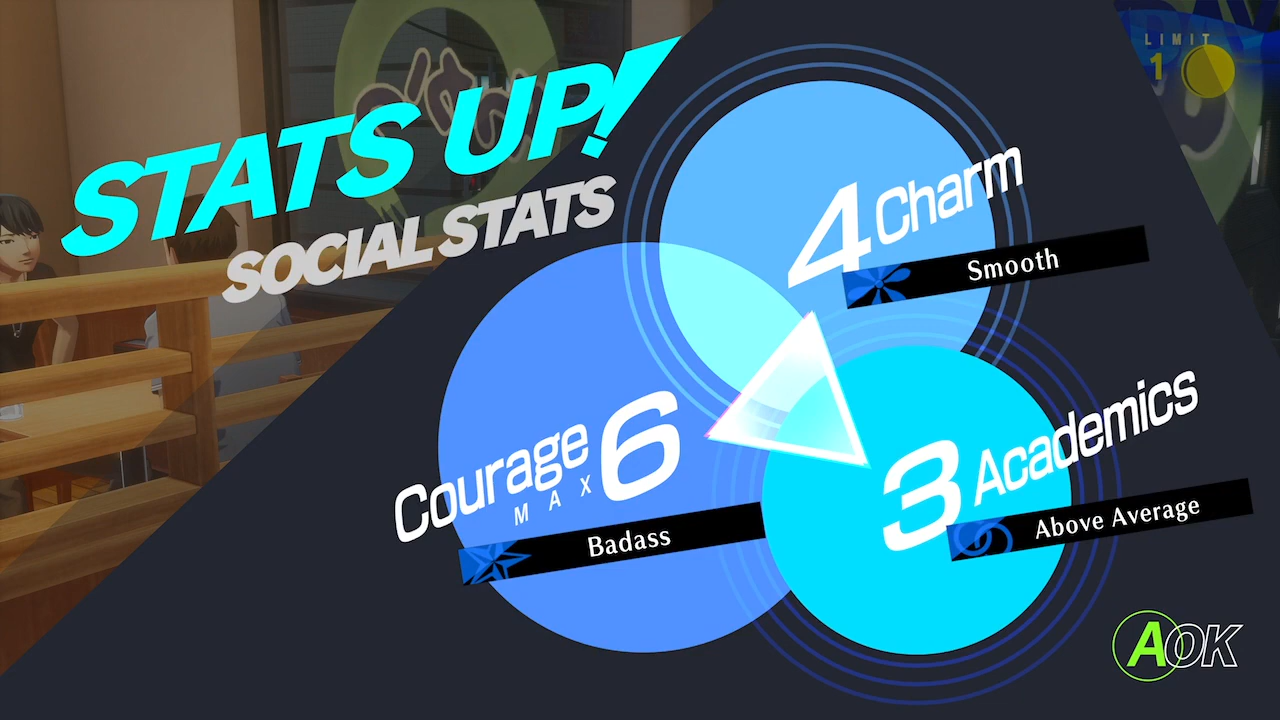 STATS UP!
SOCIAL STATS
LIMIT
1
4 Charm
Smooth
Courage 6
MAX
Badass
3 Academics
Above Average
A OK